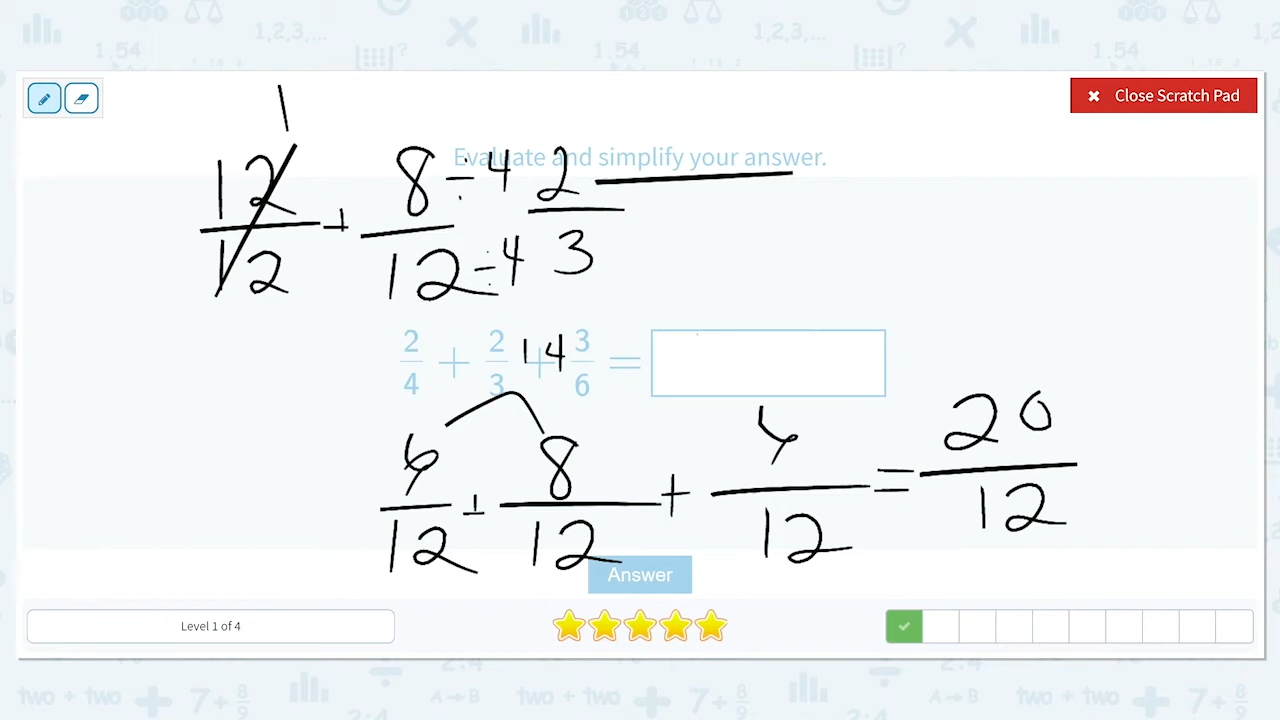 ✖ Close Scratch Pad
1
Evaluate and simplify your answer.
12/12 + 8÷4/12÷4 2/3
2/4 + 2/3 + 3/6 =
14
6/12 + 8/12 + 6/12 = 20/12
Answer
Level 1 of 4